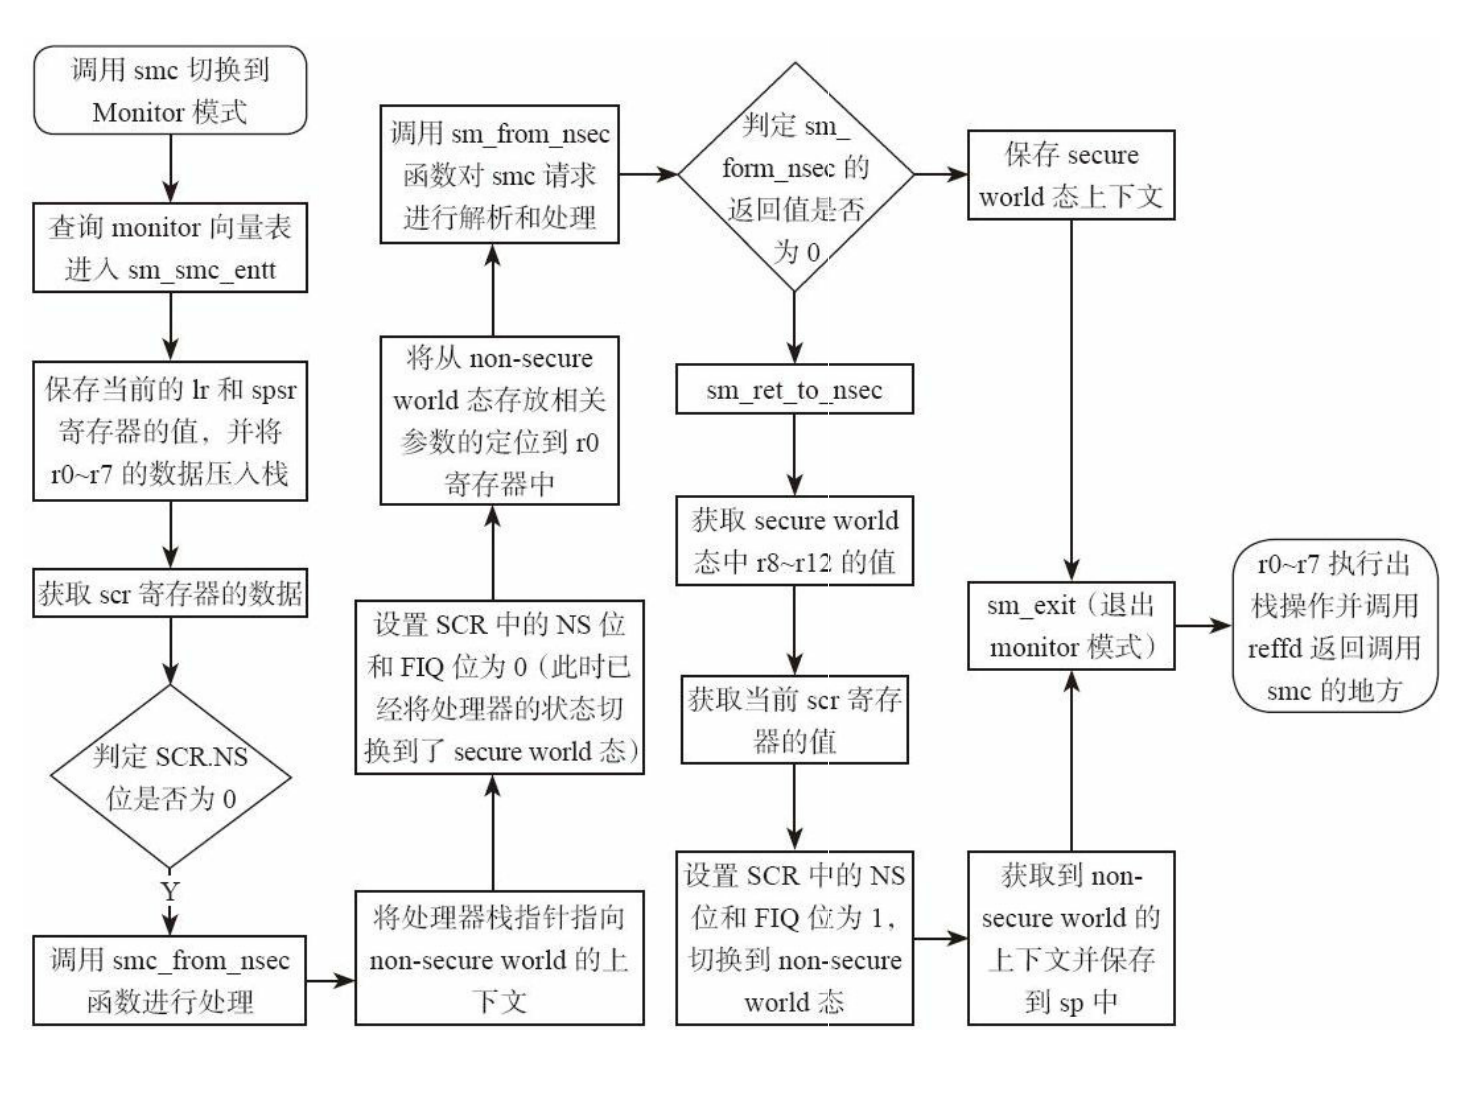 调用 smc 切换到
Monitor 模式
查询 monitor 向量表
进入 sm_smc_entt
保存当前的 lr 和 spsr
寄存器的值，并将
r0~r7 的数据压入栈
获取 scr 寄存器的数据
判定 SCR.NS
位是否为 0
Y
调用 smc_from_nsec
函数进行处理
将处理器栈指针指向
non-secure world 的上
下文
设置 SCR 中的 NS 位
和 FIQ 位为 0（此时已
经将处理器的状态切
换到了 secure world 态）
将从 non-secure
world 态存放相关
参数的定位到 r0
寄存器中
调用 sm_from_nsec
函数对 smc 请求
进行解析和处理
判定 sm_
form_nsec 的
返回值是否
为 0
sm_ret_to_nsec
获取 secure world
态中 r8~r12 的值
获取当前 scr 寄存
器的值
设置 SCR 中的 NS
位和 FIQ 位为 1，
切换到 non-secure
world 态
获取到 non-
secure world 的
上下文并保存
到 sp 中
保存 secure
world 态上下文
sm_exit（退出
monitor 模式）
r0~r7 执行出
栈操作并调用
reffd 返回调用
smc 的地方